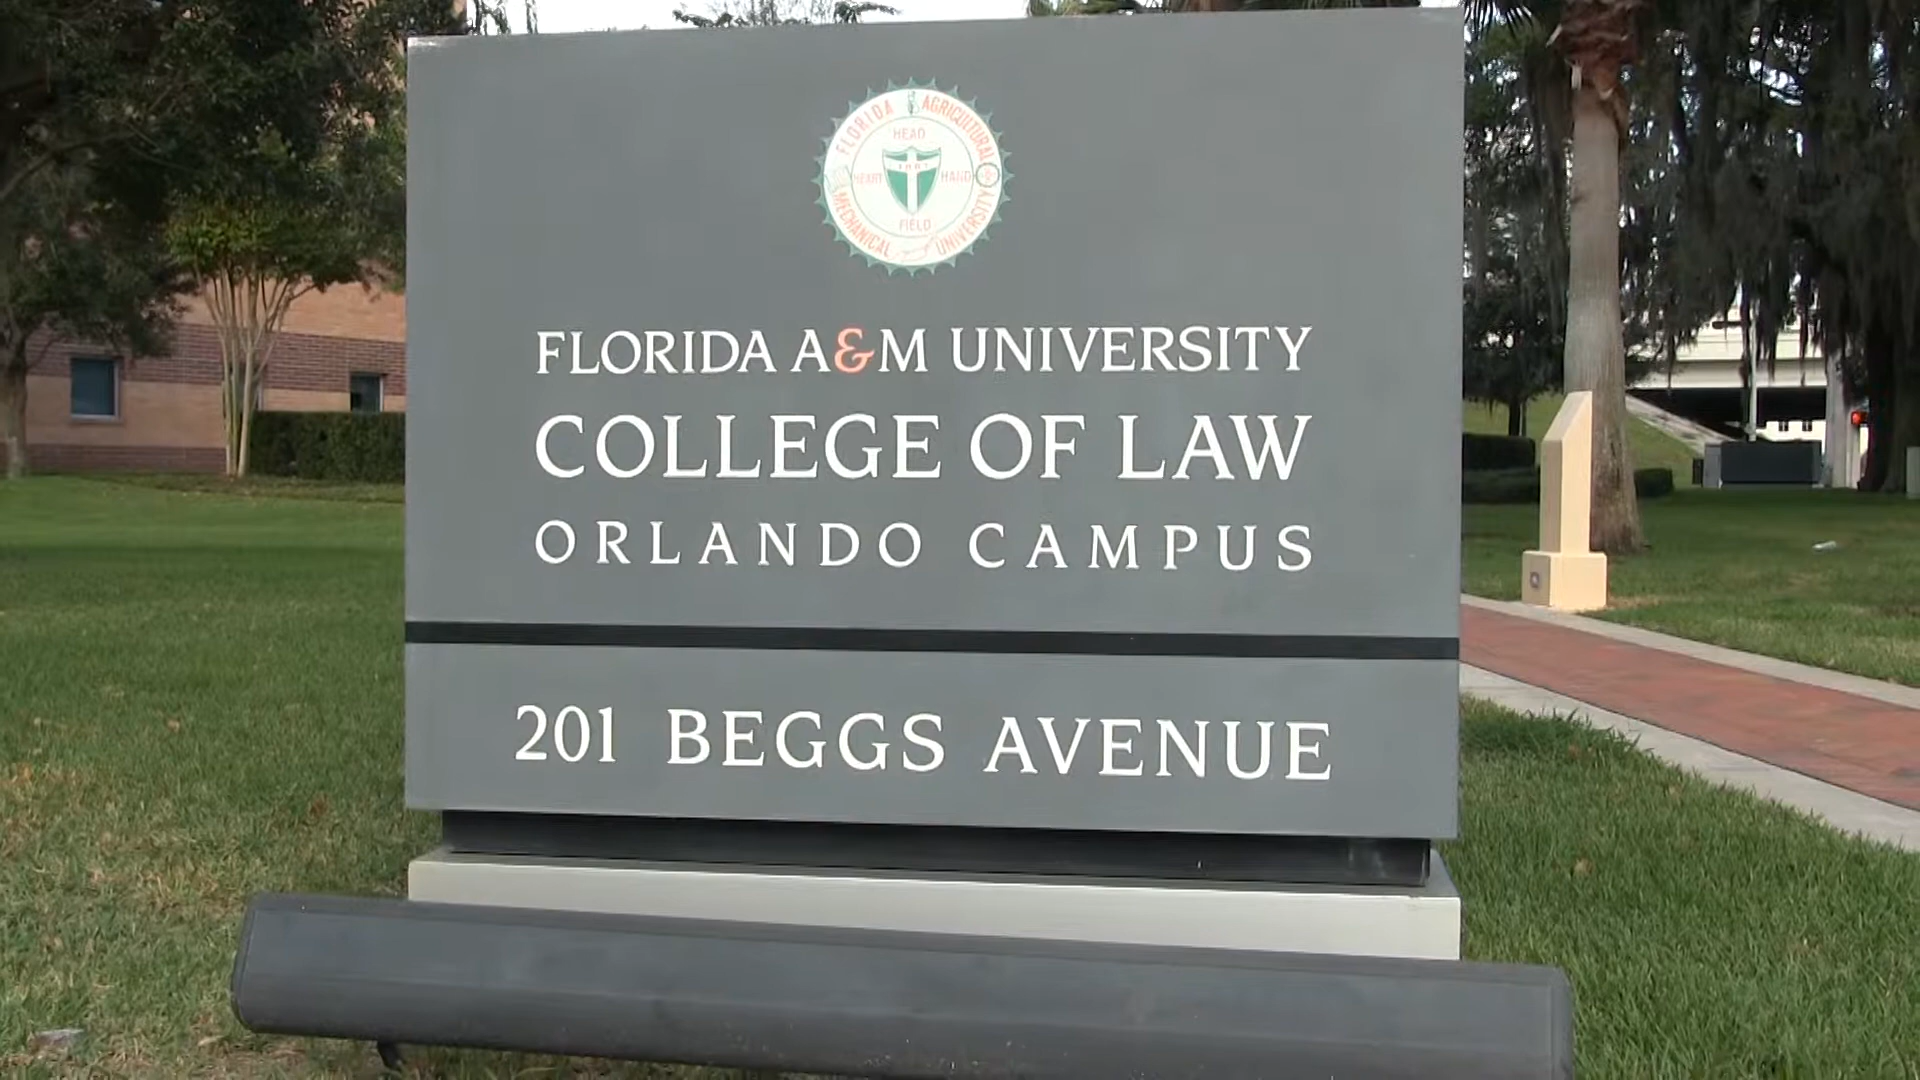 FLORIDA AGRICULTURAL
MECHANICAL UNIVERSITY
HEAD
HEART HAND
FIELD
FLORIDA A&M UNIVERSITY
COLLEGE OF LAW
ORLANDO CAMPUS
201 BEGGS AVENUE